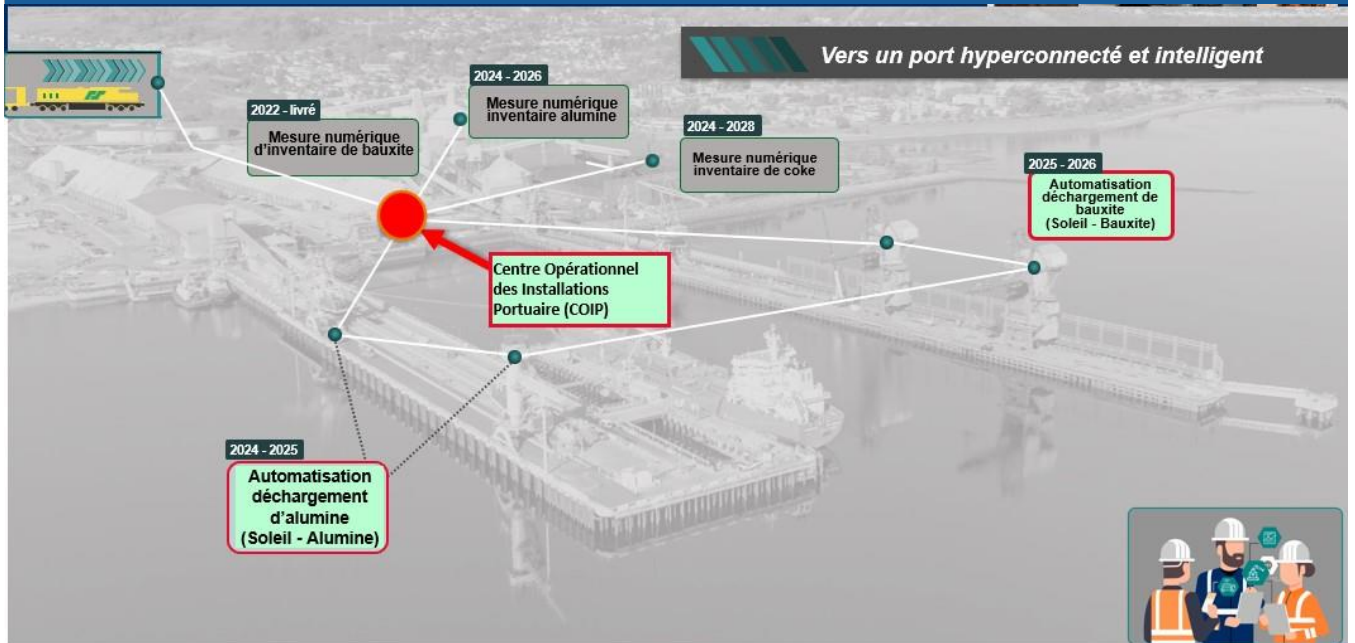 Vers un port hyperconnecté et intelligent
2024 - 2026
Mesure numérique
inventaire alumine
2022 - livré
Mesure numérique
d'inventaire de bauxite
2024 - 2028
Mesure numérique
inventaire de coke
2025 - 2026
Automatisation
déchargement de
bauxite
(Soleil - Bauxite)
Centre Opérationnel
des Installations
Portuaire (COIP)
2024 - 2025
Automatisation
déchargement
d'alumine
(Soleil - Alumine)